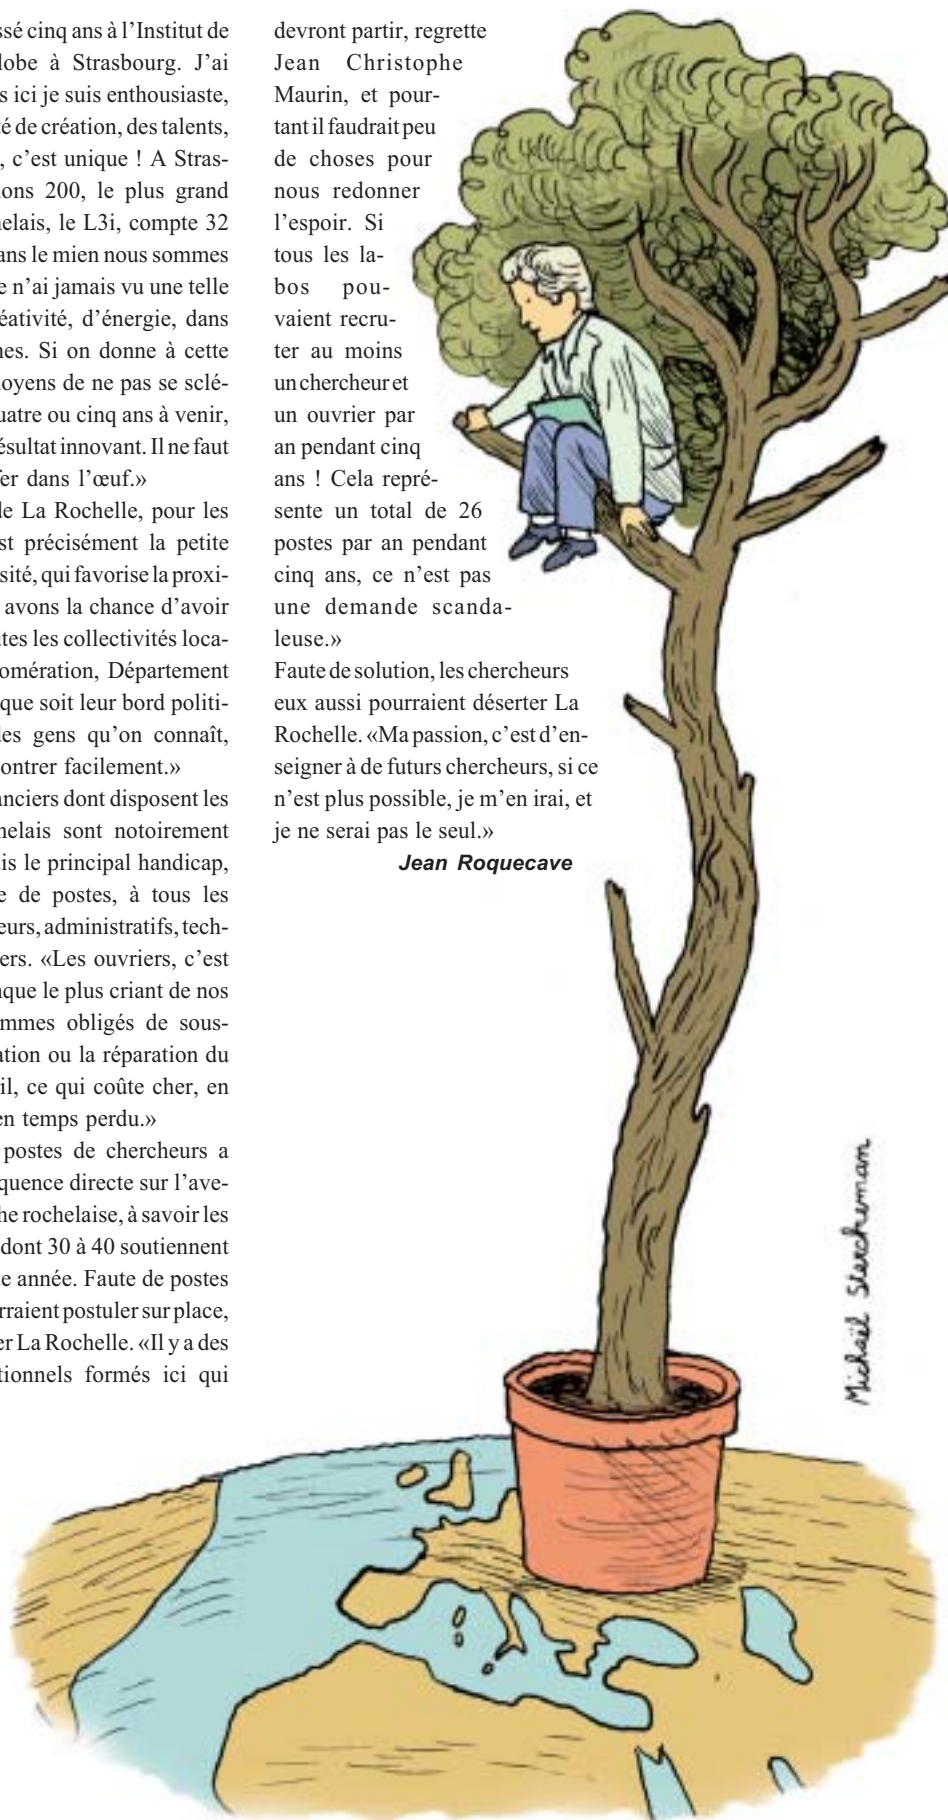 ssé cinq ans à l’Institut de
lobe à Strasbourg. J’ai
s ici je suis enthousiaste,
té de création, des talents,
, c’est unique ! A Stras-
ions 200, le plus grand
elais, le L3i, compte 32
ans le mien nous sommes
e n’ai jamais vu une telle
éativité, d’énergie, dans
nes. Si on donne à cette
noyens de ne pas se sclé-
uatre ou cinq ans à venir,
ésultat innovant. Il ne faut
fer dans l’œuf.»
de La Rochelle, pour les
st précisément la petite
sité, qui favorise la proxi-
avons la chance d’avoir
utes les collectivités loca-
omération, Département
que soit leur bord politi-
des gens qu’on connaît,
ontrer facilement.»
anciers dont disposent les
helais sont notoirement
is le principal handicap,
e de postes, à tous les
eurs, administratifs, tech-
ers. «Les ouvriers, c’est
nque le plus criant de nos
mmes obligés de sous-
ation ou la réparation du
il, ce qui coûte cher, en
en temps perdu.»
postes de chercheurs a
quence directe sur l’ave-
he rochelaise, à savoir les
dont 30 à 40 soutiennent
e année. Faute de postes
rraient postuler sur place,
er La Rochelle. «Il y a des
tionnels formés ici qui
devront partir, regrette
Jean Christophe
Maurin, et pour-
tant il faudrait peu
de choses pour
nous redonner
l’espoir. Si
tous les la-
bos pou-
vaient recru-
ter au moins
un chercheur et
un ouvrier par
an pendant cinq
ans ! Cela repré-
sente un total de 26
postes par an pendant
cinq ans, ce n’est pas
une demande scanda-
leuse.»
Faute de solution, les chercheurs
eux aussi pourraient déserter La
Rochelle. «Ma passion, c’est d’en-
seigner à de futurs chercheurs, si ce
n’est plus possible, je m’en irai, et
je ne serai pas le seul.»
Jean Roquecave
Michaël Sterckeman